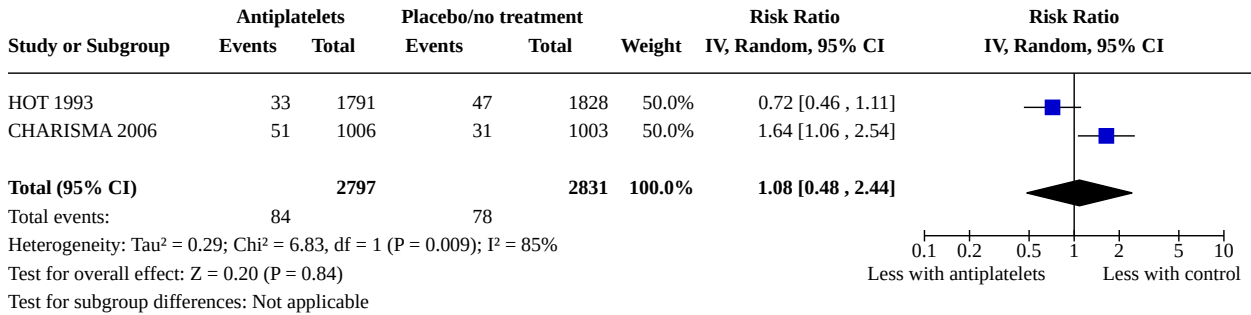 Antiplatelets Placebo/no treatment Risk Ratio Risk Ratio
Study or Subgroup Events Total Events Total Weight IV, Random, 95% CI IV, Random, 95% CI
HOT 1993 33 1791 47 1828 50.0% 0.72 [0.46 , 1.11]
CHARISMA 2006 51 1006 31 1003 50.0% 1.64 [1.06 , 2.54]
Total (95% CI) 2797 2831 100.0% 1.08 [0.48 , 2.44]
Total events: 84 78
Heterogeneity: Tau² = 0.29; Chi² = 6.83, df = 1 (P = 0.009); I² = 85%
0.1 0.2 0.5 1 2 5 10
Test for overall effect: Z = 0.20 (P = 0.84) Less with antiplatelets Less with control
Test for subgroup differences: Not applicable